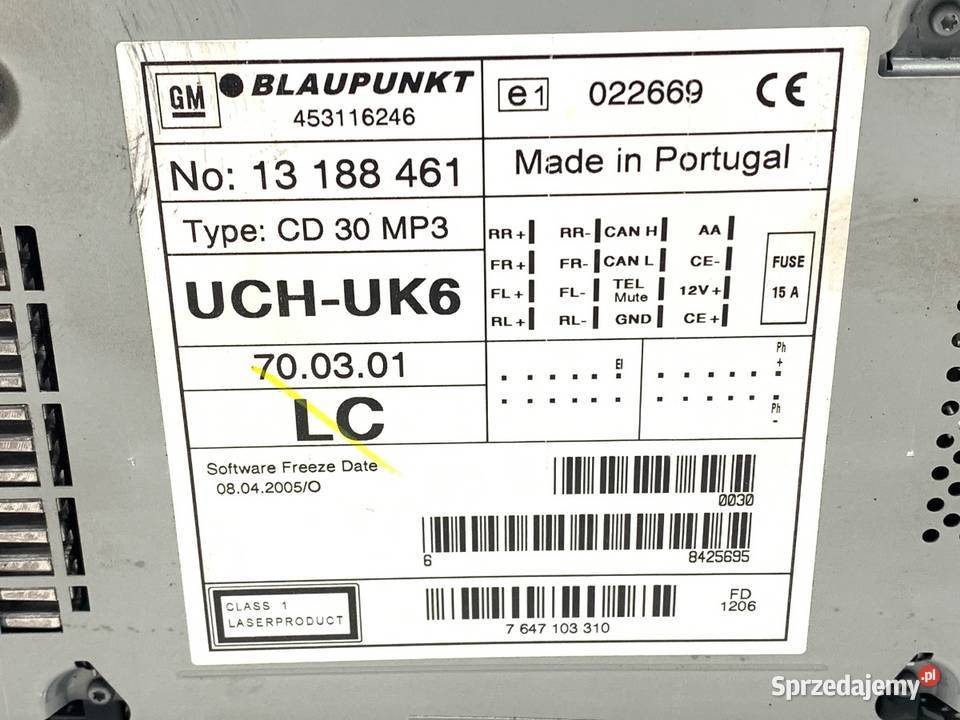 GM BLAUPUNKT
453116246
e1 022669 CE
No: 13 188 461
Made in Portugal
Type: CD 30 MP3
UCH-UK6
70.03.01
LC
RR+ RR- CAN H AA
FR+ FR- CAN L CE-
FL+ FL- TEL Mute 12V+
RL+ RL- GND CE+
FUSE
15 A
El
Ph
+
Ph
-
Software Freeze Date
08.04.2005/O
0030
6 8425695
CLASS 1
LASERPRODUCT
7 647 103 310
FD
1206
Sprzedajemy.pl